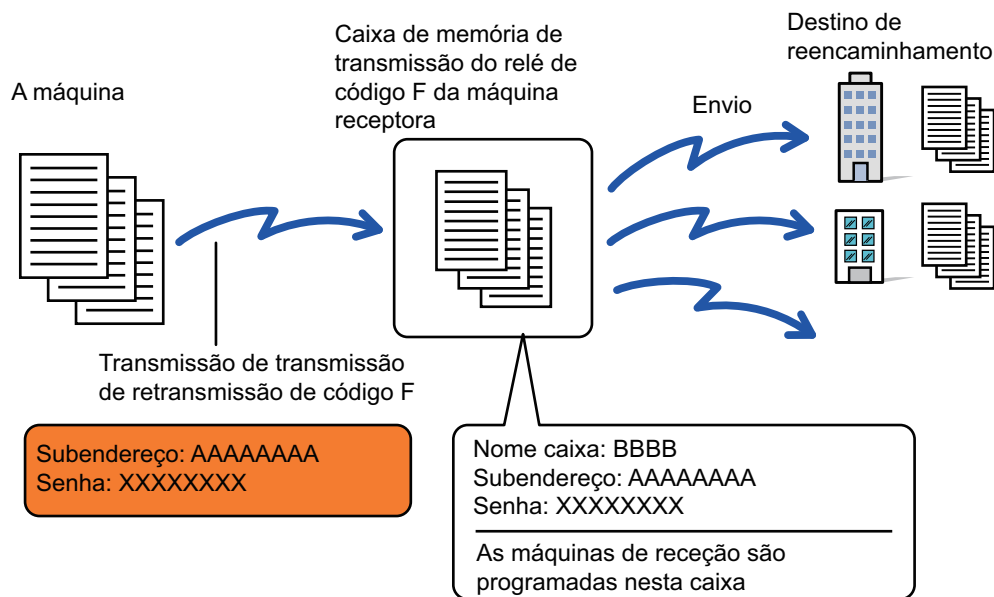 A máquina
Caixa de memória de
transmissão do relé de
código F da máquina
receptora
Envio
Destino de
reencaminhamento
Transmissão de transmissão
de retransmissão de código F
Subendereço: AAAAAAAA
Senha: XXXXXXXX
Nome caixa: BBBB
Subendereço: AAAAAAAA
Senha: XXXXXXXX
As máquinas de receção são
programadas nesta caixa